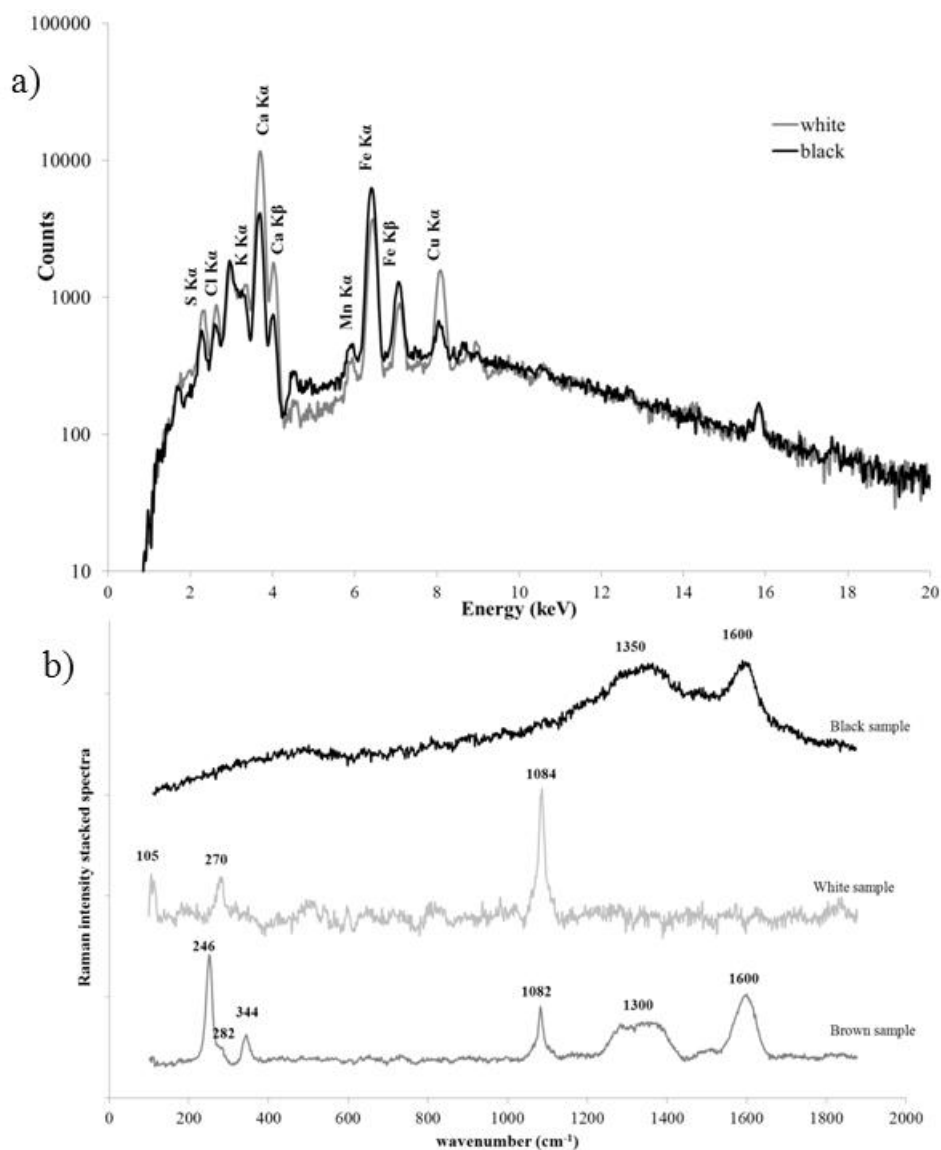 a)
100000
10000
1000
100
10
Counts
S Kα
Cl Kα
K Kα
Ca Kα
Ca Kβ
Mn Kα
Fe Kα
Fe Kβ
Cu Kα
white
black
0 2 4 6 8 10 12 14 16 18 20
Energy (keV)
b)
Raman intensity stacked spectra
1350
1600
Black sample
105
270
1084
White sample
246
282
344
1082
1300
1600
Brown sample
0 200 400 600 800 1000 1200 1400 1600 1800 2000
wavenumber (cm⁻¹)